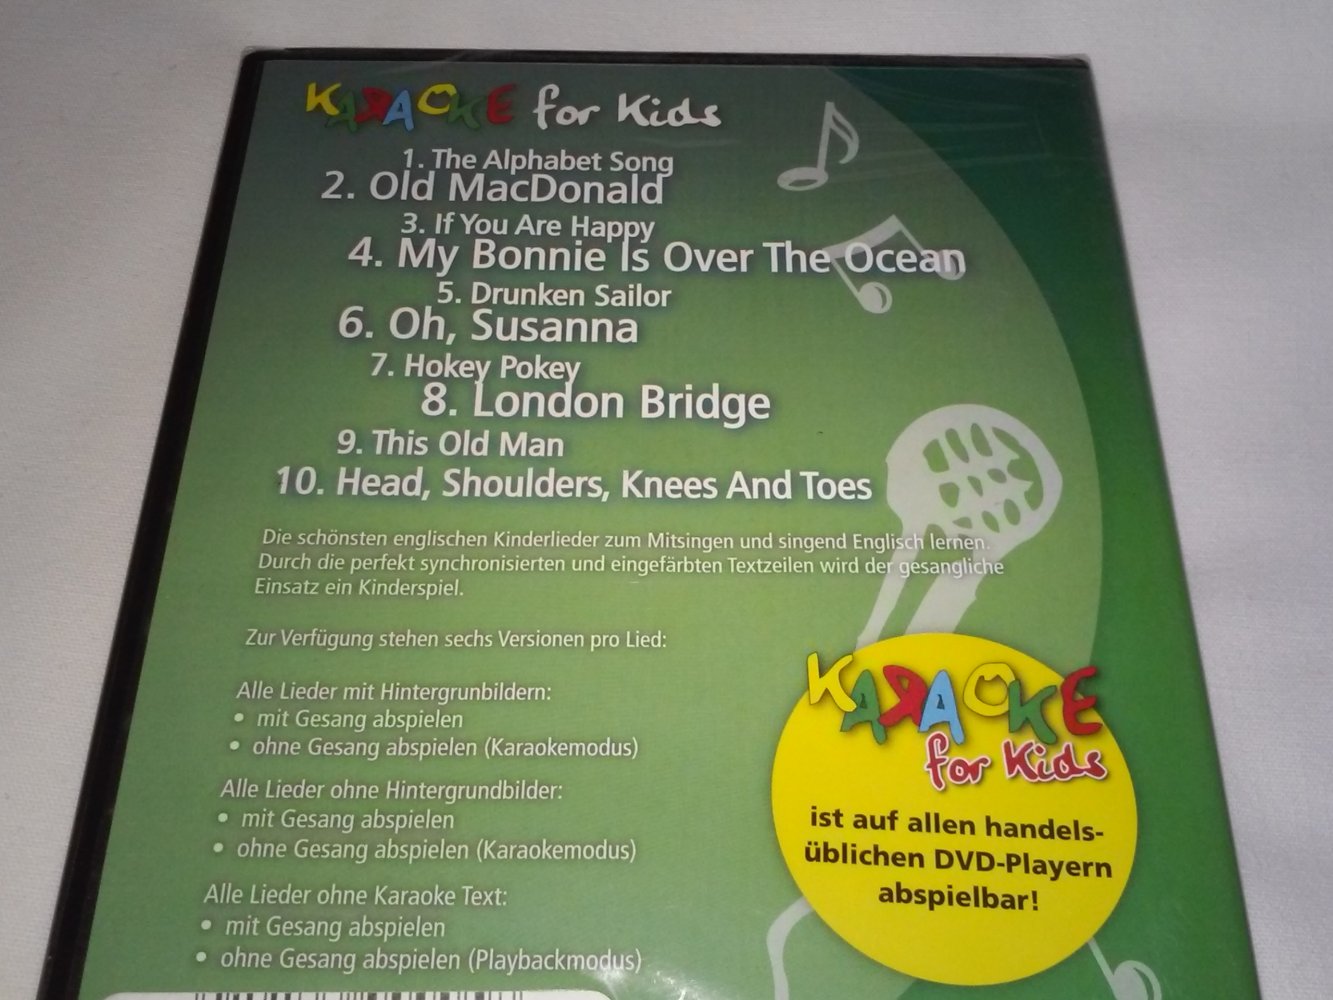 KARAOKE for Kids
1. The Alphabet Song
2. Old MacDonald
3. If You Are Happy
4. My Bonnie Is Over The Ocean
5. Drunken Sailor
6. Oh, Susanna
7. Hokey Pokey
8. London Bridge
9. This Old Man
10. Head, Shoulders, Knees And Toes
Die schönsten englischen Kinderlieder zum Mitsingen und singend Englisch lernen.
Durch die perfekt synchronisierten und eingefärbten Textzeilen wird der gesangliche
Einsatz ein Kinderspiel.
Zur Verfügung stehen sechs Versionen pro Lied:
Alle Lieder mit Hintergrunbildern:
• mit Gesang abspielen
• ohne Gesang abspielen (Karaokemodus)
Alle Lieder ohne Hintergrundbilder:
• mit Gesang abspielen
• ohne Gesang abspielen (Karaokemodus)
Alle Lieder ohne Karaoke Text:
• mit Gesang abspielen
• ohne Gesang abspielen (Playbackmodus)
KARAOKE
for Kids
ist auf allen handels-
üblichen DVD-Playern
abspielbar!